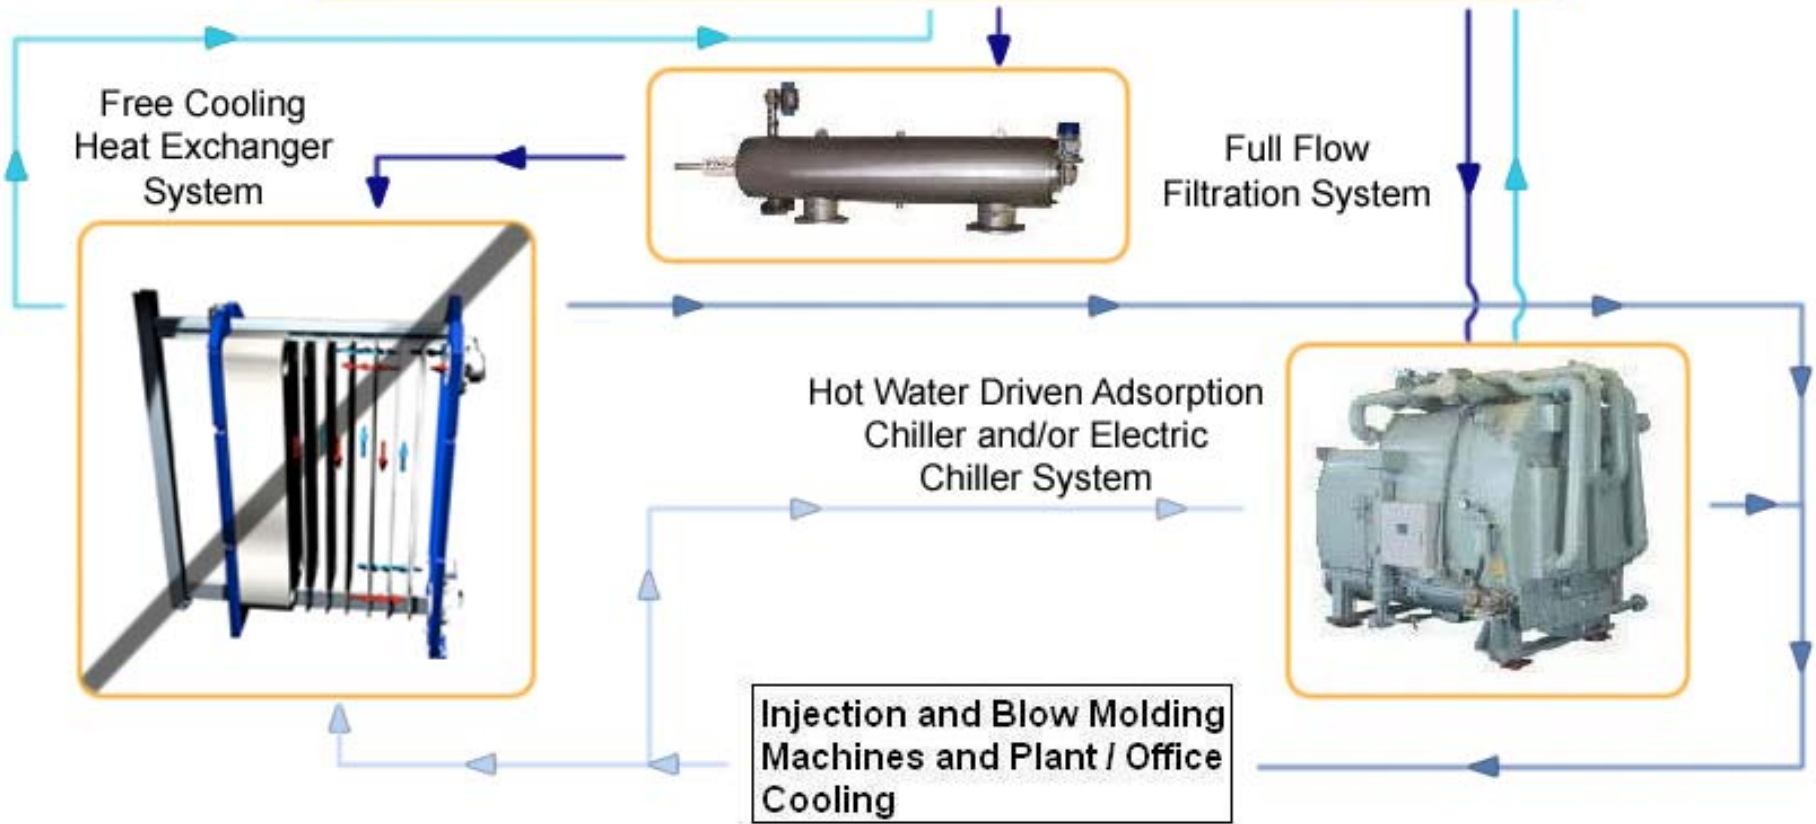 Free Cooling
Heat Exchanger
System
Full Flow
Filtration System
Hot Water Driven Adsorption
Chiller and/or Electric
Chiller System
Injection and Blow Molding
Machines and Plant / Office
Cooling